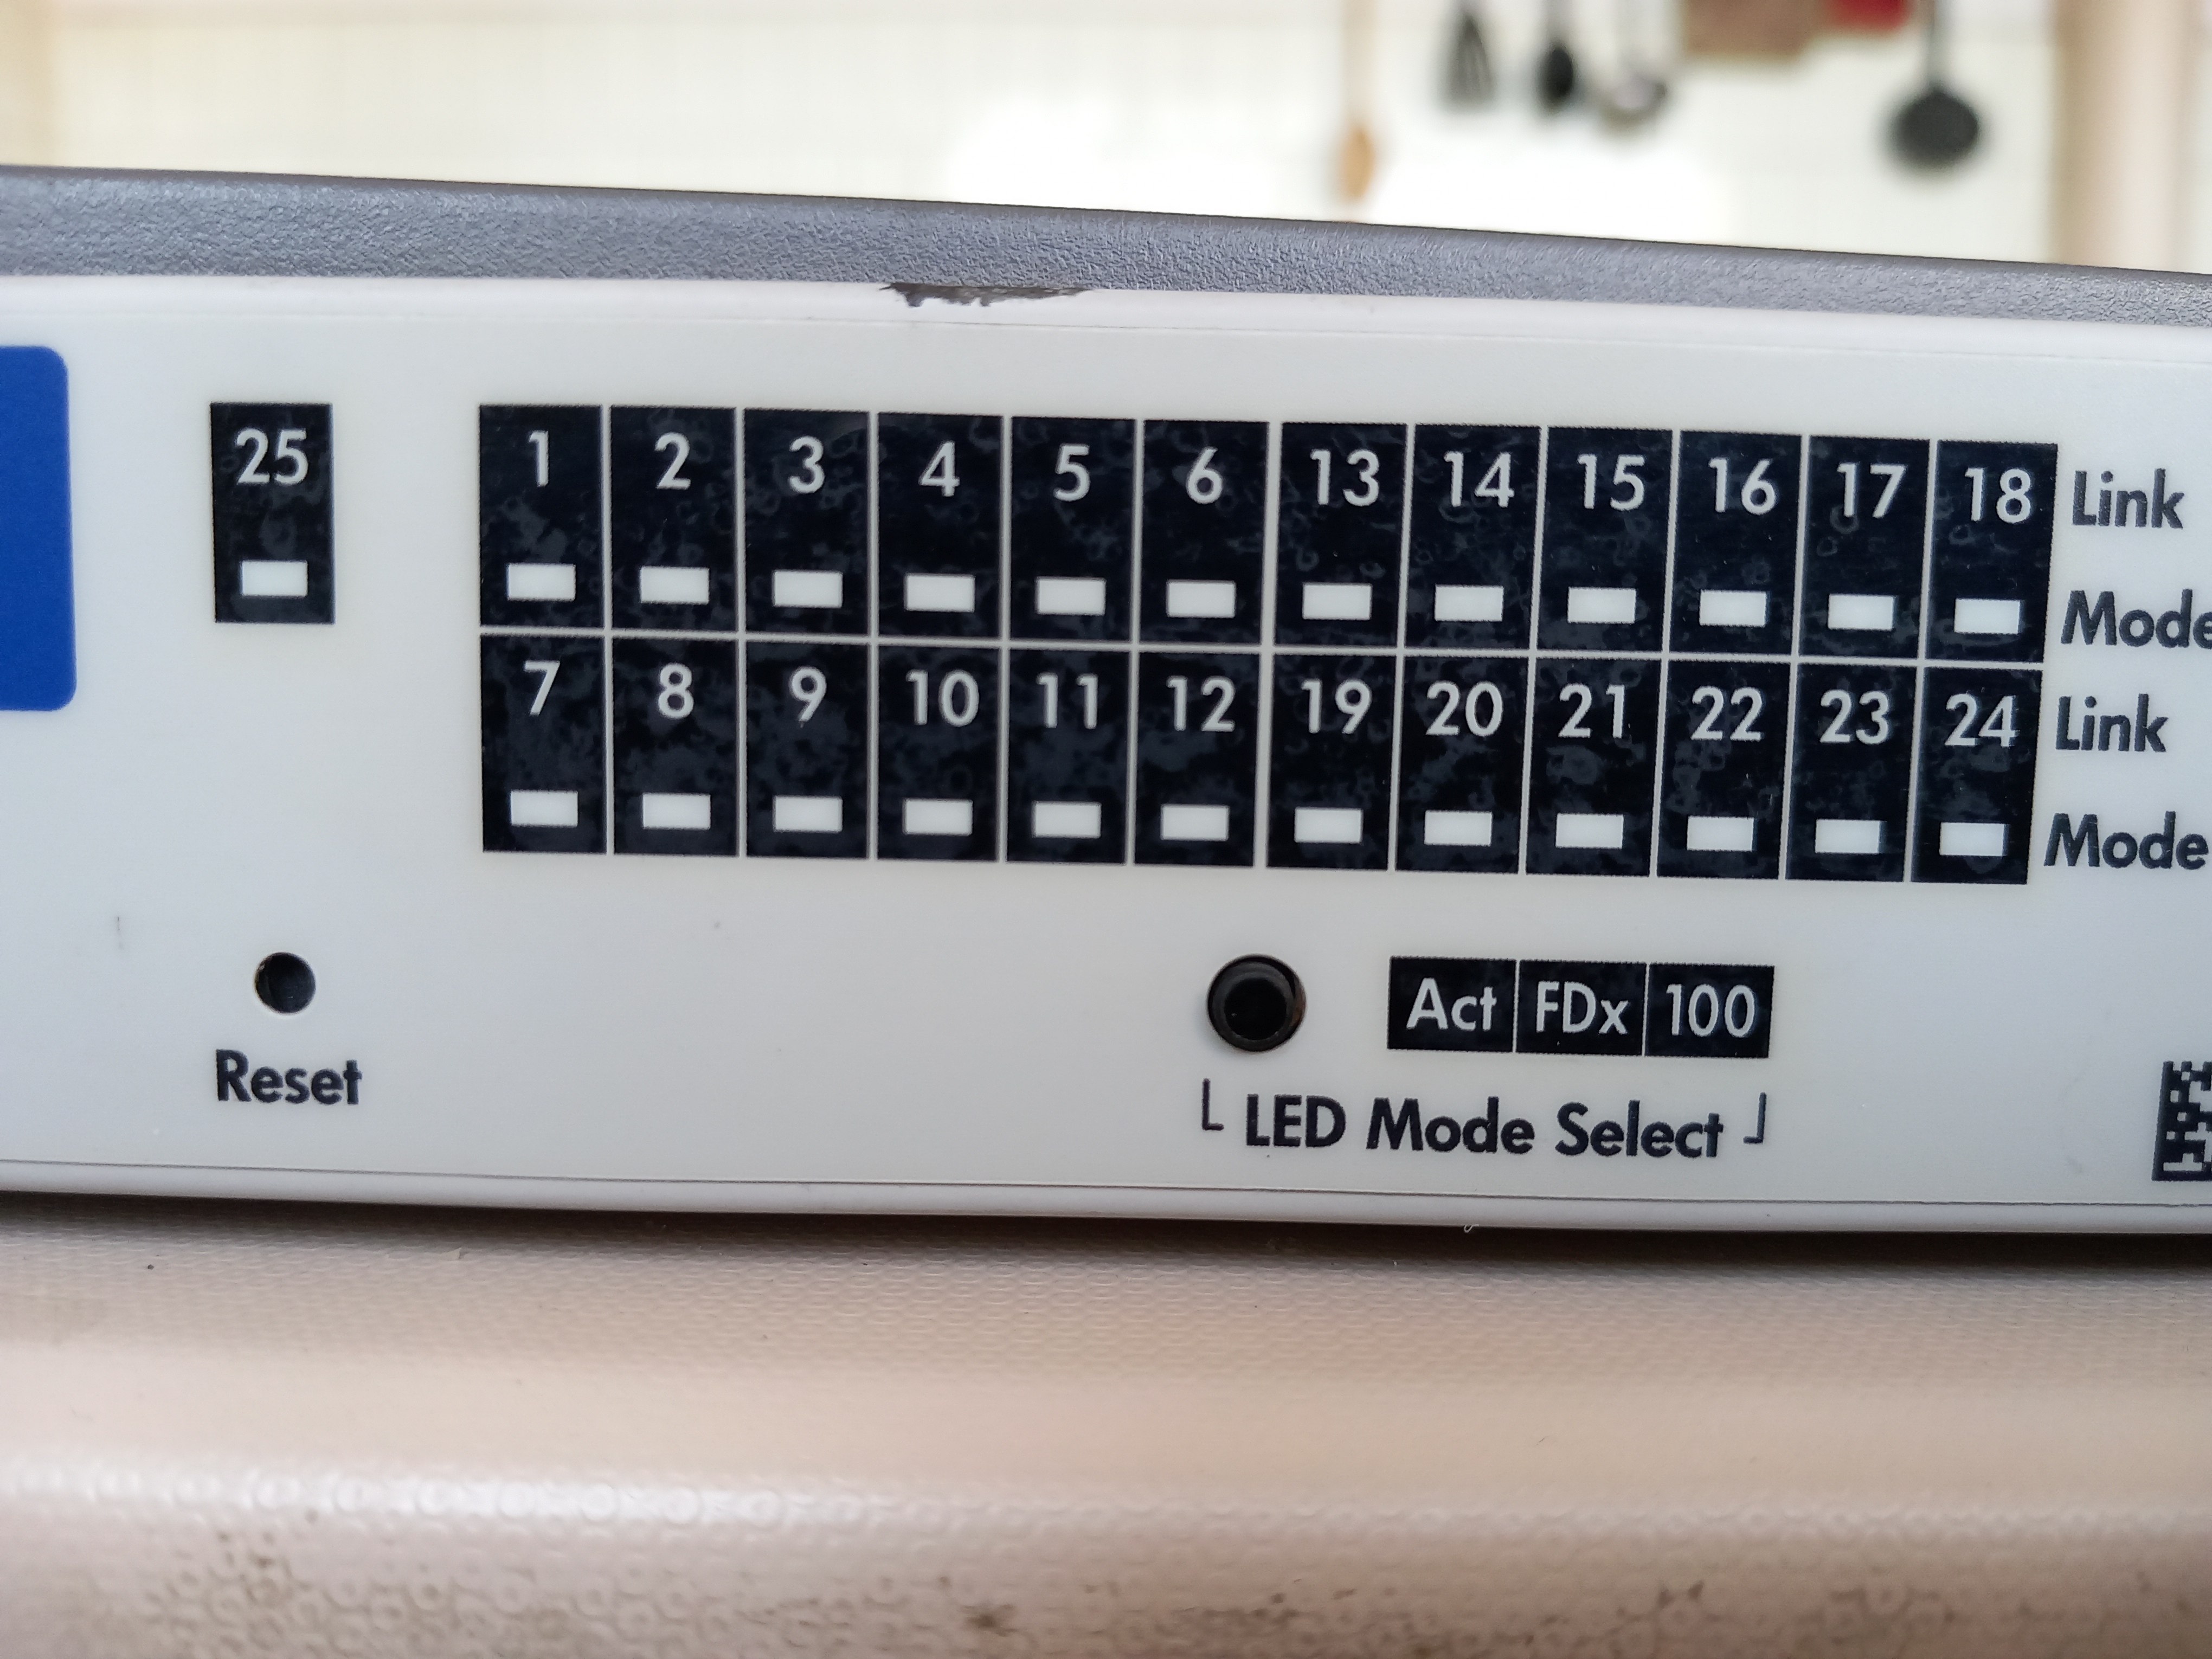 25 1 2 3 4 5 6 13 14 15 16 17 18 Link
Mode
7 8 9 10 11 12 19 20 21 22 23 24 Link
Mode
Act FDx 100
Reset
LED Mode Select